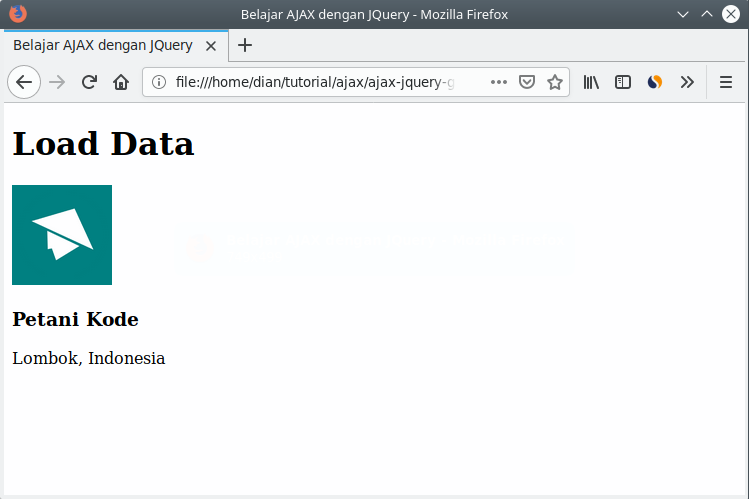 Belajar AJAX dengan JQuery - Mozilla Firefox
Belajar AJAX dengan JQuery
file:///home/dian/tutorial/ajax/ajax-jquery-g
Load Data
Petani Kode
Lombok, Indonesia